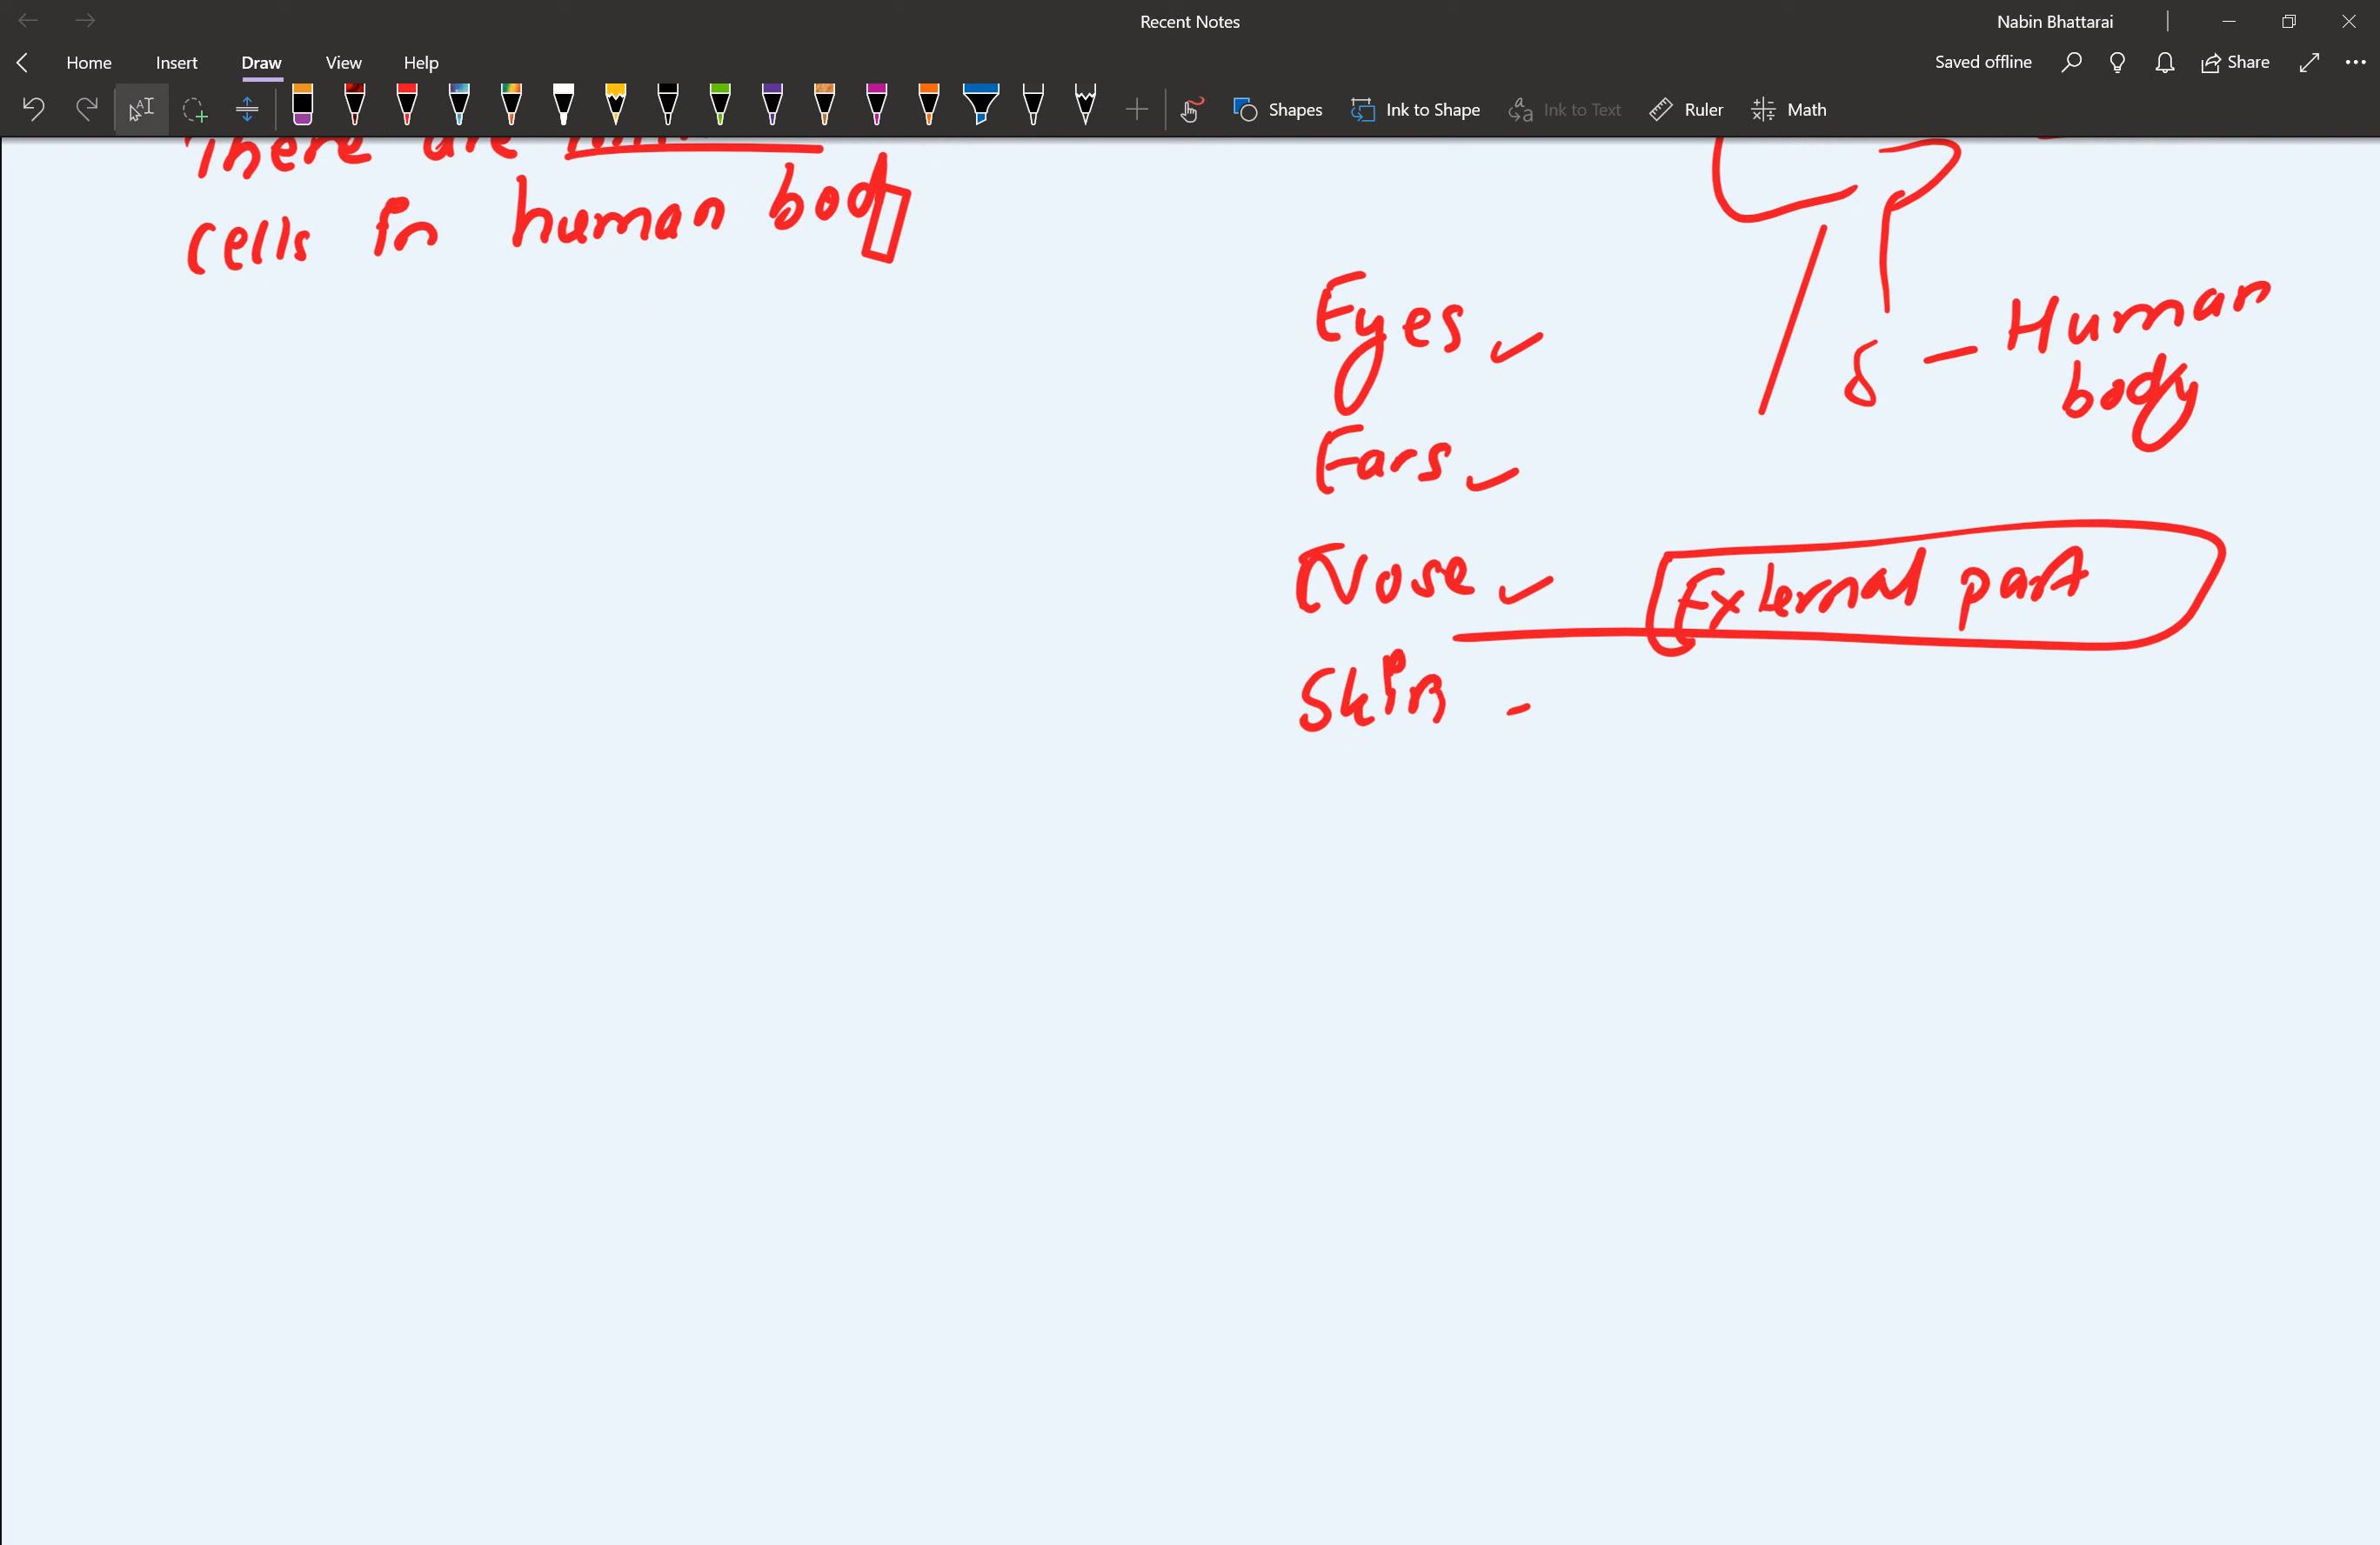 Recent Notes
Nabin Bhattarai
Home Insert Draw View Help
Saved offline
Share
Shapes Ink to Shape Ink to Text Ruler Math
There are
cells in human body
Eyes
Ears
Nose
Skin -
8 - Human
body
External part